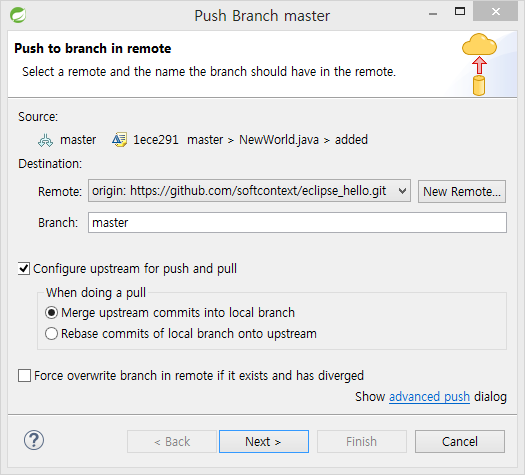 Push Branch master
Push to branch in remote
Select a remote and the name the branch should have in the remote.
Source:
master 1ece291 master > NewWorld.java > added
Destination:
Remote: origin: https://github.com/softcontext/eclipse_hello.git New Remote...
Branch: master
Configure upstream for push and pull
When doing a pull
Merge upstream commits into local branch
Rebase commits of local branch onto upstream
Force overwrite branch in remote if it exists and has diverged
Show advanced push dialog
? < Back Next > Finish Cancel